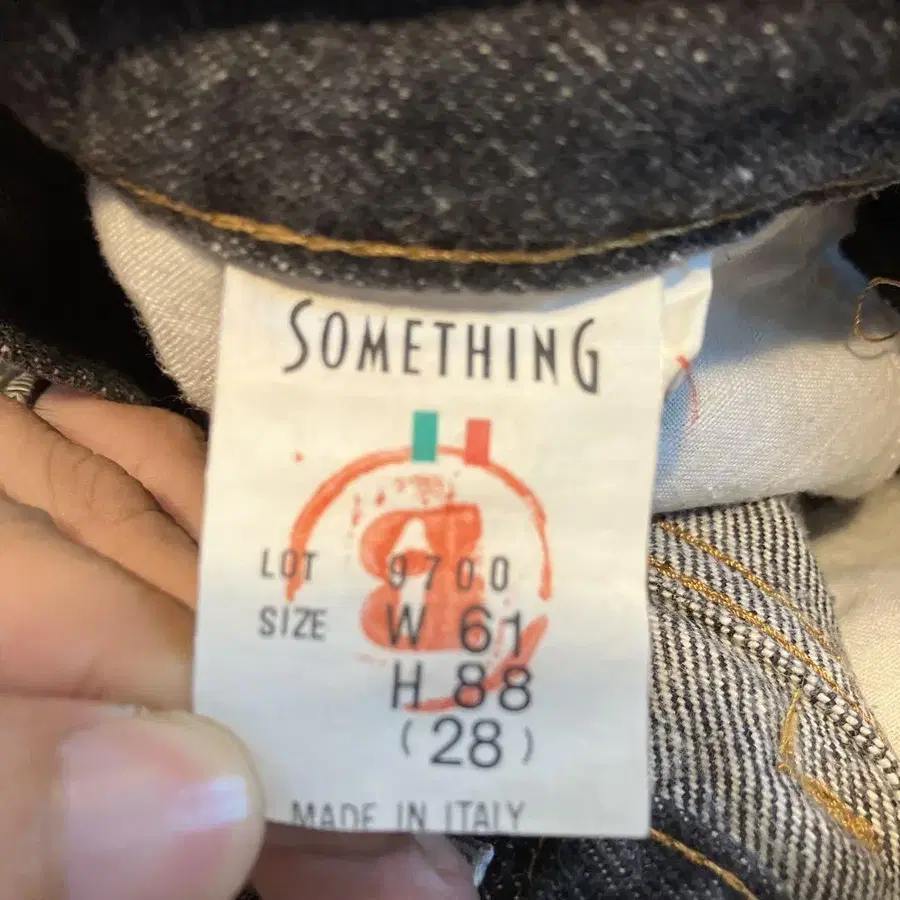 SOMETHING
LOT 9700
SIZE W 61
H 88
(28)
MADE IN ITALY